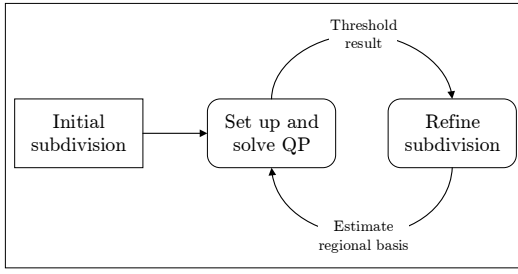 Threshold
result
Initial
subdivision
Set up and
solve QP
Refine
subdivision
Estimate
regional basis